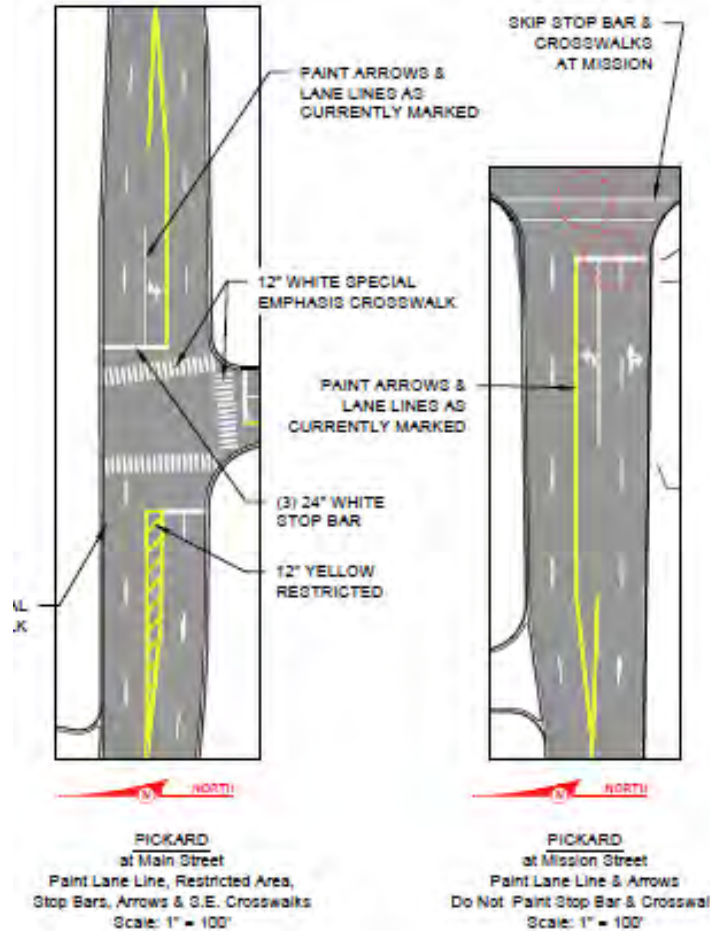 SKIP STOP BAR &
CROSSWALKS
AT MISSION
PAINT ARROWS &
LANE LINES AS
CURRENTLY MARKED
12" WHITE SPECIAL
EMPHASIS CROSSWALK
PAINT ARROWS &
LANE LINES AS
CURRENTLY MARKED
(3) 24" WHITE
STOP BAR
12" YELLOW
RESTRICTED
AL
LK
N NORTH
N NORTH
PICKARD
at Main Street
Paint Lane Line, Restricted Area,
Stop Bars, Arrows & S.E. Crosswalks
Scale: 1" = 100'
PICKARD
at Mission Street
Paint Lane Line & Arrows
Do Not Paint Stop Bar & Crosswal
Scale: 1" = 100'